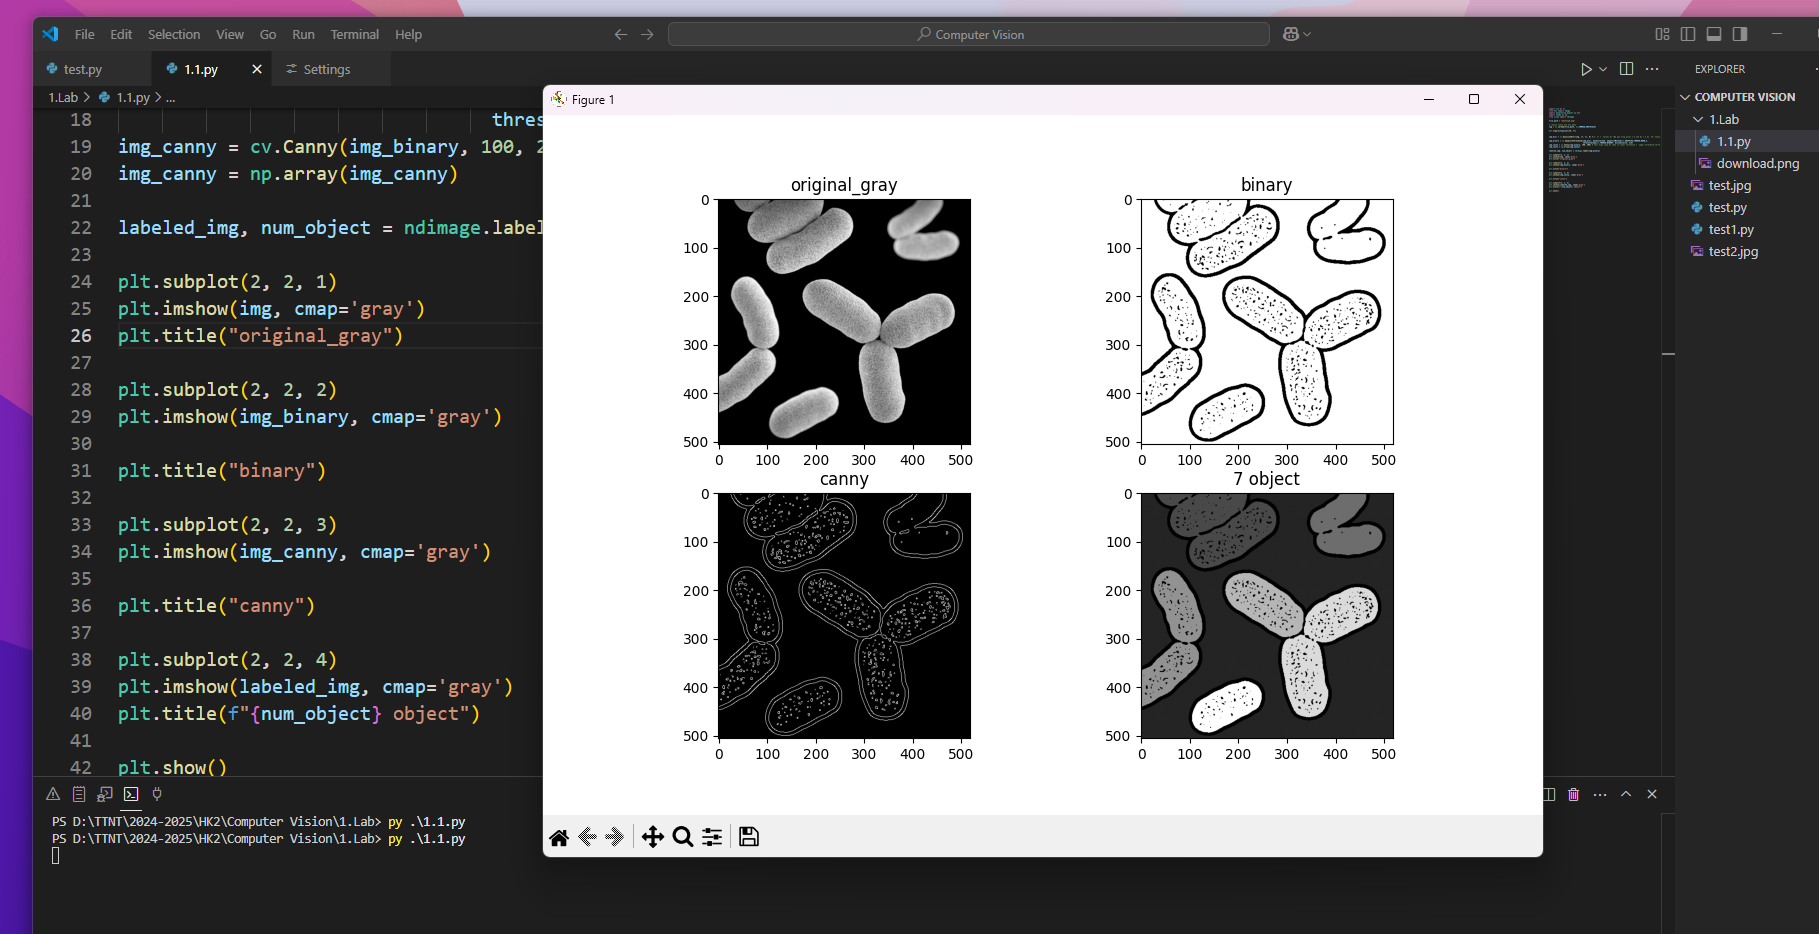 File Edit Selection View Go Run Terminal Help
Computer Vision
test.py
1.1.py
Settings
1.Lab > 1.1.py > ...
18 thres
19 img_canny = cv.Canny(img_binary, 100, 2
20 img_canny = np.array(img_canny)
21
22 labeled_img, num_object = ndimage.label
23
24 plt.subplot(2, 2, 1)
25 plt.imshow(img, cmap='gray')
26 plt.title("original_gray")
27
28 plt.subplot(2, 2, 2)
29 plt.imshow(img_binary, cmap='gray')
30
31 plt.title("binary")
32
33 plt.subplot(2, 2, 3)
34 plt.imshow(img_canny, cmap='gray')
35
36 plt.title("canny")
37
38 plt.subplot(2, 2, 4)
39 plt.imshow(labeled_img, cmap='gray')
40 plt.title(f"{num_object} object")
41
42 plt.show()
PS D:\TTNT\2024-2025\HK2\Computer Vision\1.Lab> py .\1.1.py
PS D:\TTNT\2024-2025\HK2\Computer Vision\1.Lab> py .\1.1.py
Figure 1
original_gray
0
100
200
300
400
500
0 100 200 300 400 500
binary
0
100
200
300
400
500
0 100 200 300 400 500
canny
0
100
200
300
400
500
0 100 200 300 400 500
7 object
0
100
200
300
400
500
0 100 200 300 400 500
EXPLORER
COMPUTER VISION
1.Lab
1.1.py
download.png
test.jpg
test.py
test1.py
test2.jpg